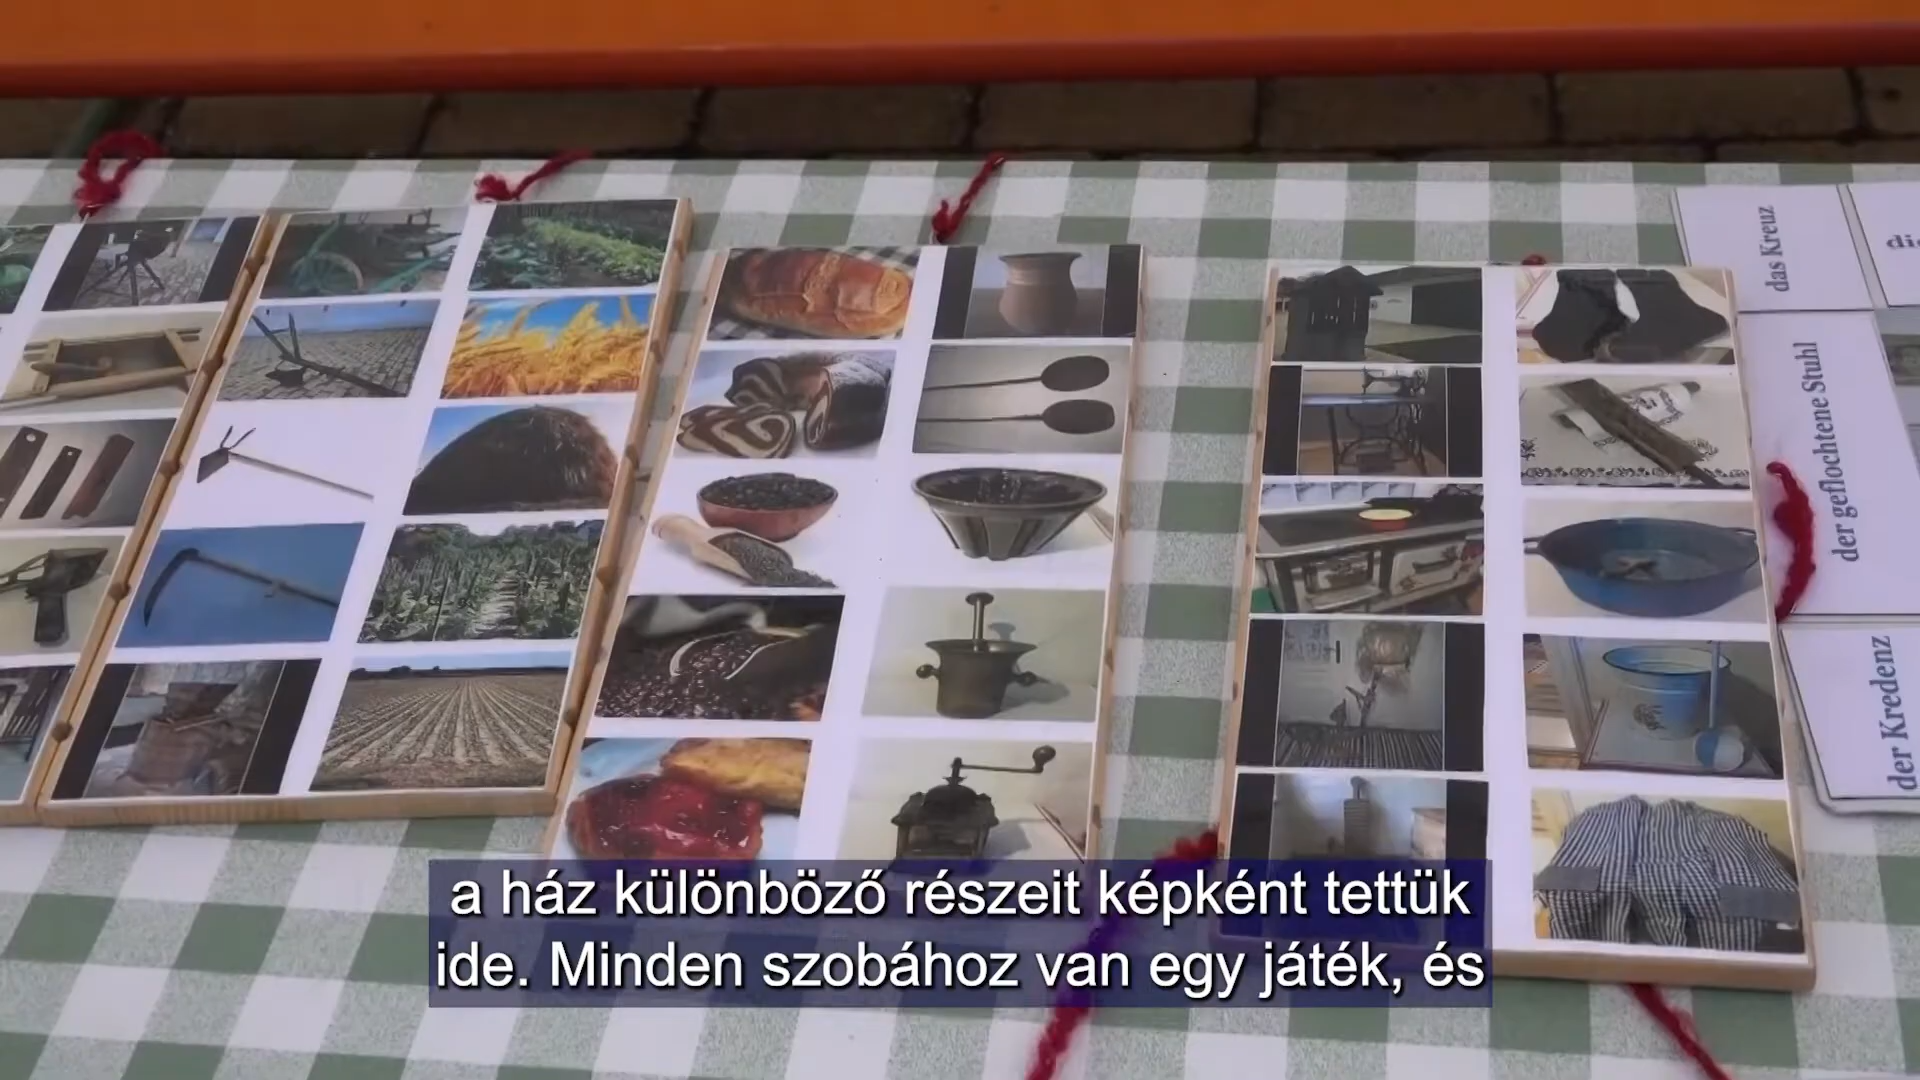 das Kreuz
die
der geflochtene Stuhl
der Kredenz
a ház különböző részeit képként tettük
ide. Minden szobához van egy játék, és